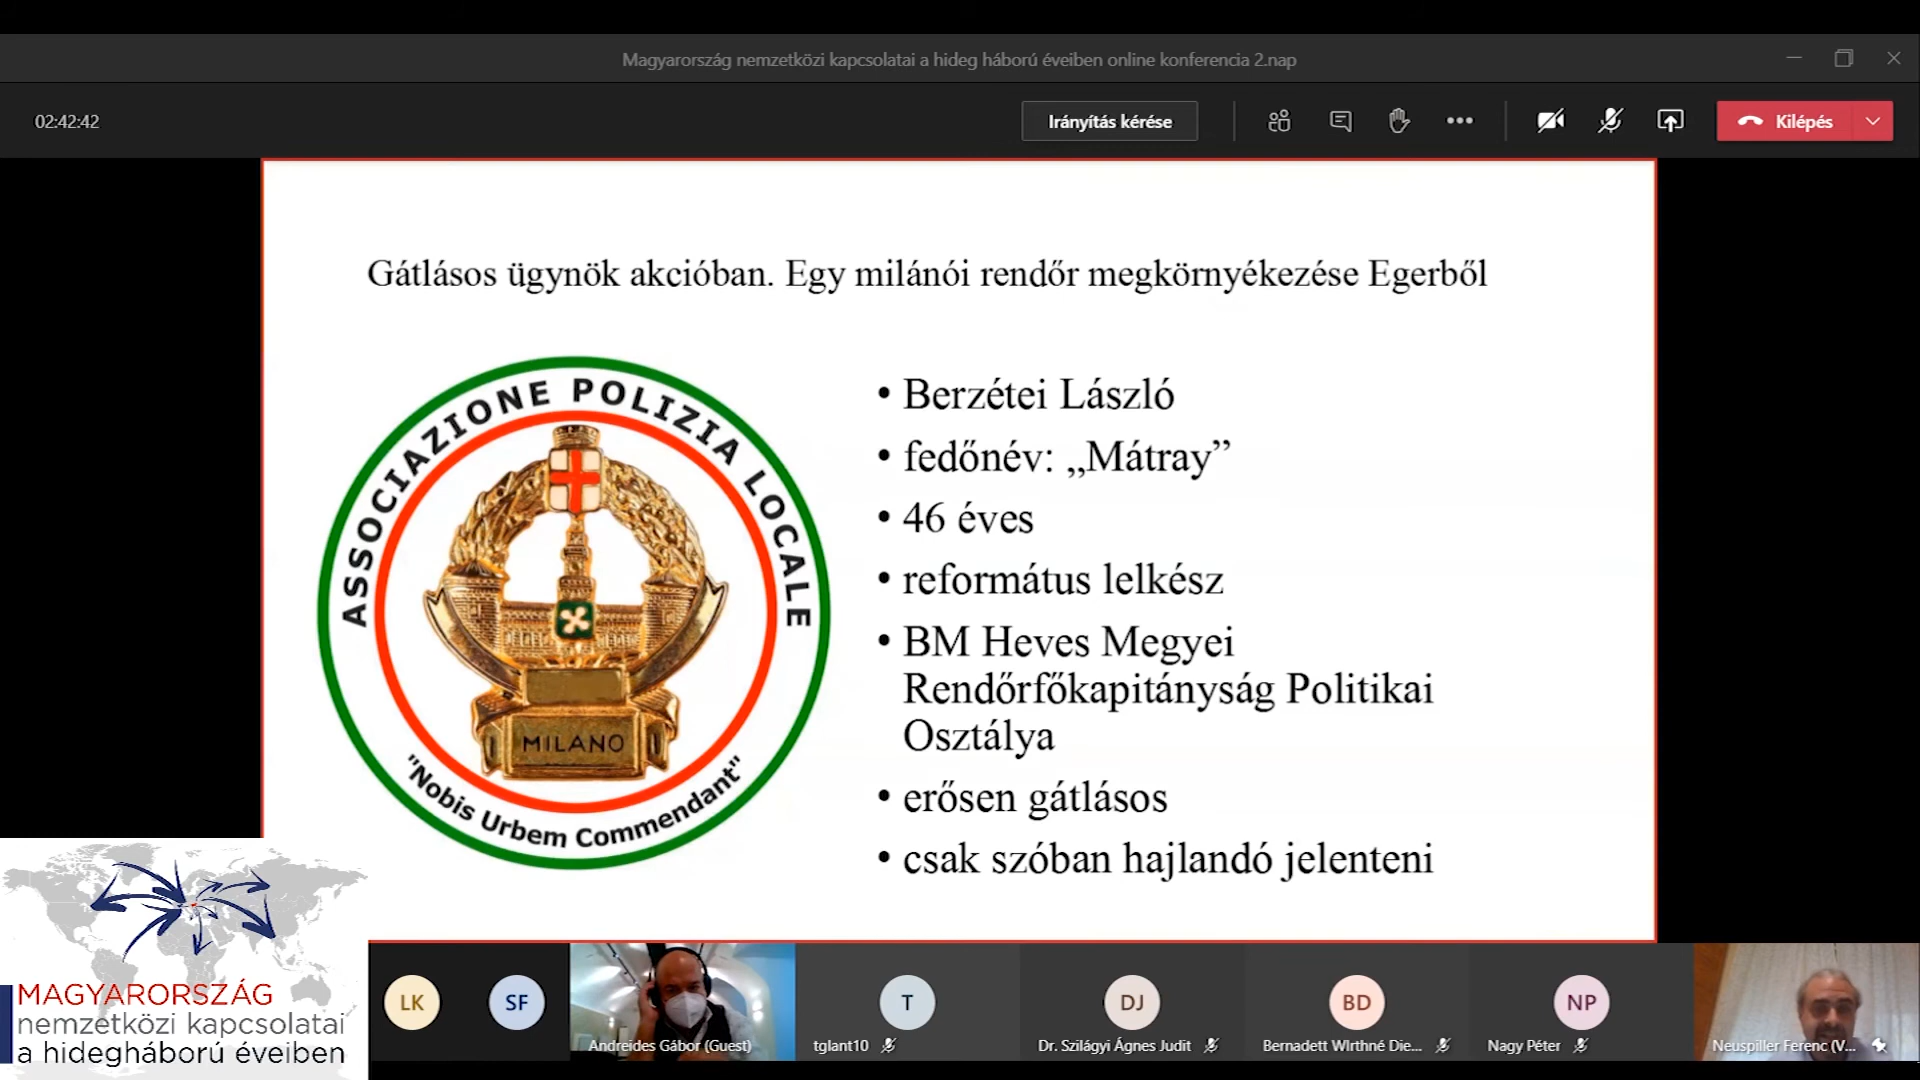 Magyarország nemzetközi kapcsolatai a hideg háború éveiben online konferencia 2.nap
02:42:42
Irányítás kérése
Kilépés
Gátlásos ügynök akcióban. Egy milánói rendőr megkörnyékezése Egerből
ASSOCIAZIONE POLIZIA LOCALE
MILANO
"Nobis Urbem Commendant"
• Berzétei László
• fedőnév: „Mátray”
• 46 éves
• református lelkész
• BM Heves Megyei
Rendőrfőkapitányság Politikai
Osztálya
• erősen gátlásos
• csak szóban hajlandó jelenteni
MAGYARORSZÁG
nemzetközi kapcsolatai
a hidegháború éveiben
LK
SF
Andreides Gábor (Guest)
T
tglant10
DJ
Dr. Szilágyi Ágnes Judit
BD
Bernadett WIrthné Die...
NP
Nagy Péter
Neuspiller Ferenc (V...